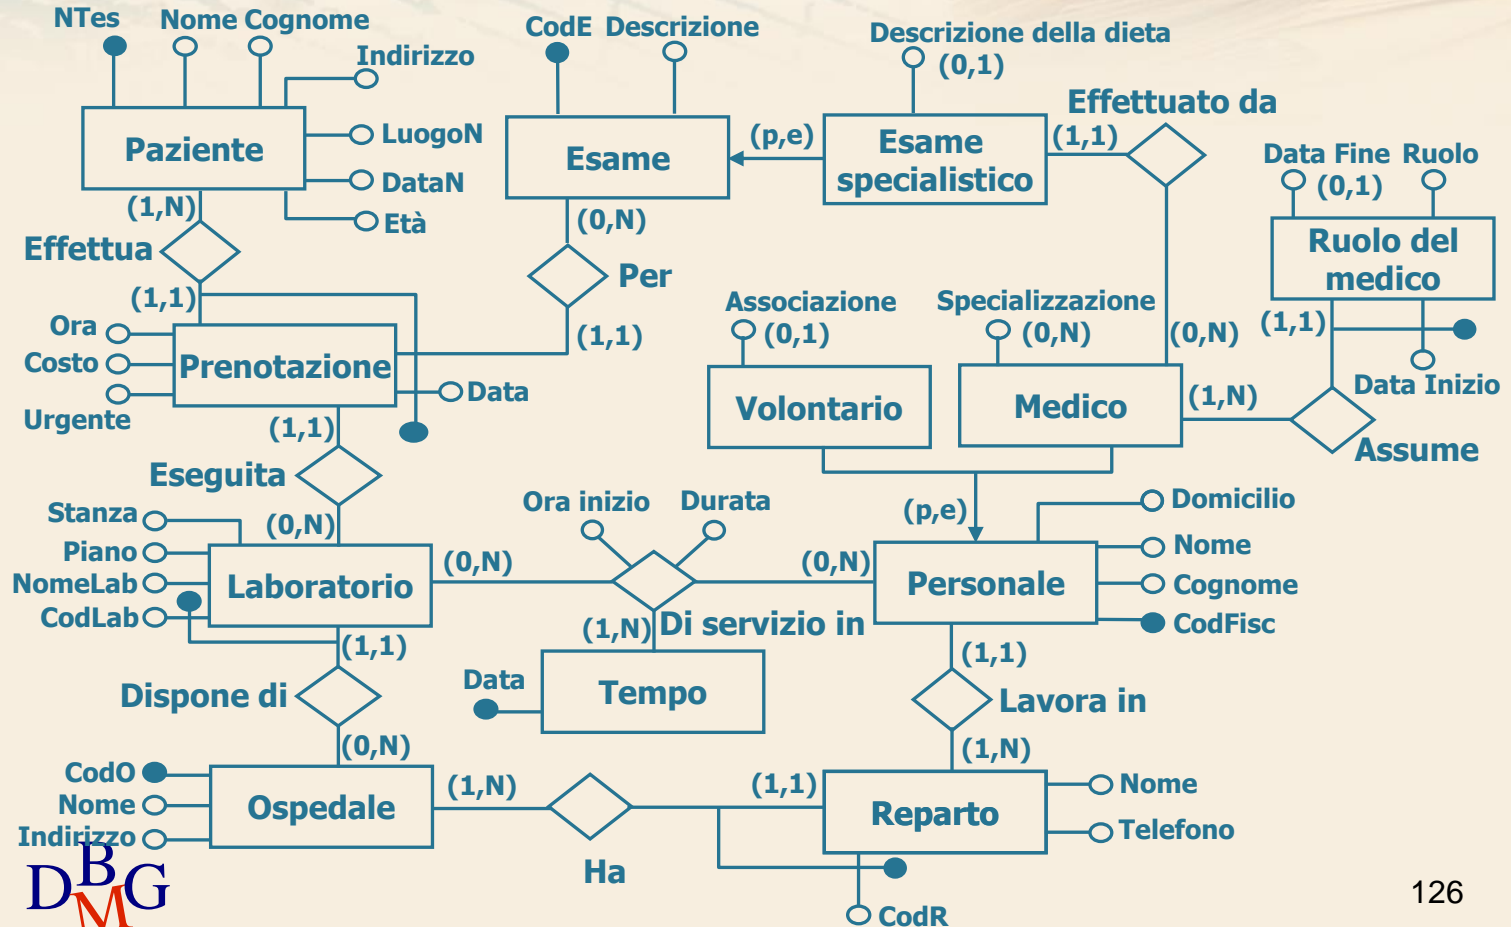 NTes
Nome Cognome
CodE Descrizione
Descrizione della dieta
(0,1)
Indirizzo
Effettuato da
Paziente
LuogoN
Esame
(p,e)
Esame
specialistico
(1,1)
Data Fine Ruolo
(0,1)
DataN
(1,N)
Età
(0,N)
Effettua
Ruolo del
medico
Per
(1,1)
Associazione
(0,1)
Specializzazione
(0,N)
(1,1)
(0,N)
(1,1)
Ora
Costo
Urgente
Prenotazione
Data
Data Inizio
Volontario
Medico
(1,N)
(1,1)
Assume
Eseguita
(0,N)
Stanza
Piano
NomeLab
CodLab
Laboratorio
Ora inizio
Durata
(p,e)
Domicilio
Nome
Cognome
CodFisc
(0,N)
(0,N)
Personale
Di servizio in
(1,N)
(1,1)
(1,1)
Dispone di
Data
Tempo
Lavora in
(0,N)
(1,N)
CodO
Nome
Indirizzo
Ospedale
(1,N)
(1,1)
Reparto
Nome
Telefono
Ha
CodR
DBMG
126